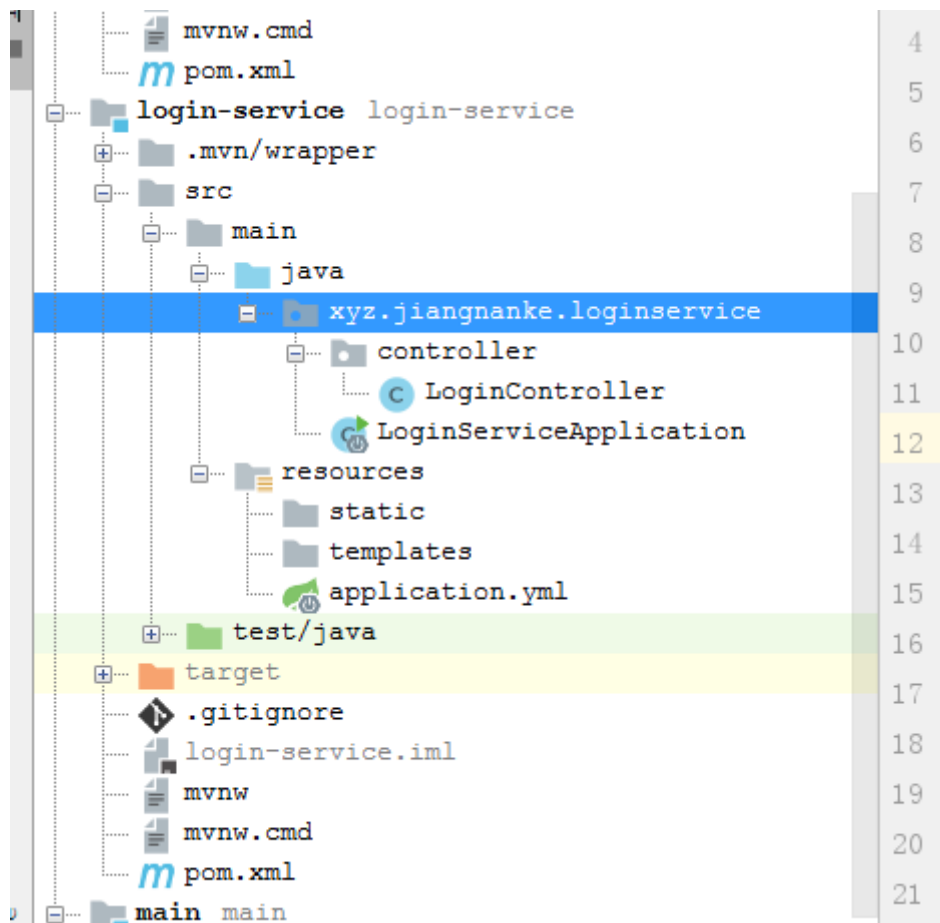 mvnw.cmd
4
pom.xml
5
login-service login-service
6
.mvn/wrapper
src
7
main
8
java
9
xyz.jiangnanke.loginservice
controller
10
LoginController
11
LoginServiceApplication
12
resources
13
static
templates
14
application.yml
15
test/java
16
target
17
.gitignore
login-service.iml
18
mvnw
19
mvnw.cmd
20
pom.xml
21
main main